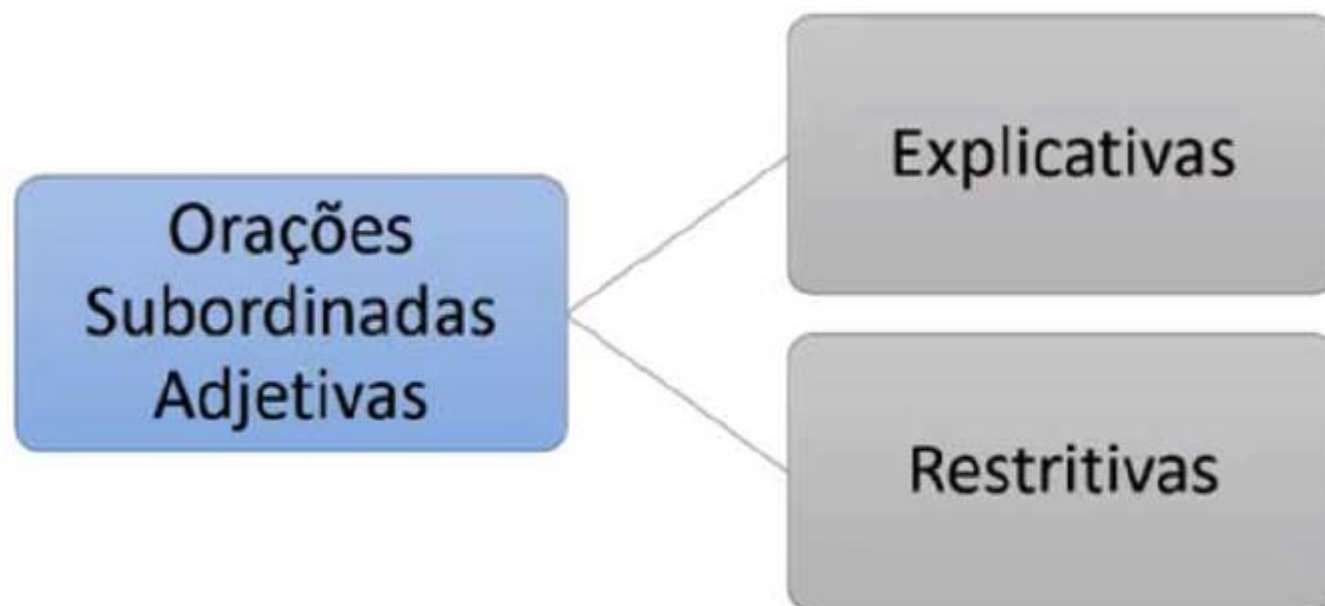 Orações
Subordinadas
Adjetivas
Explicativas
Restritivas